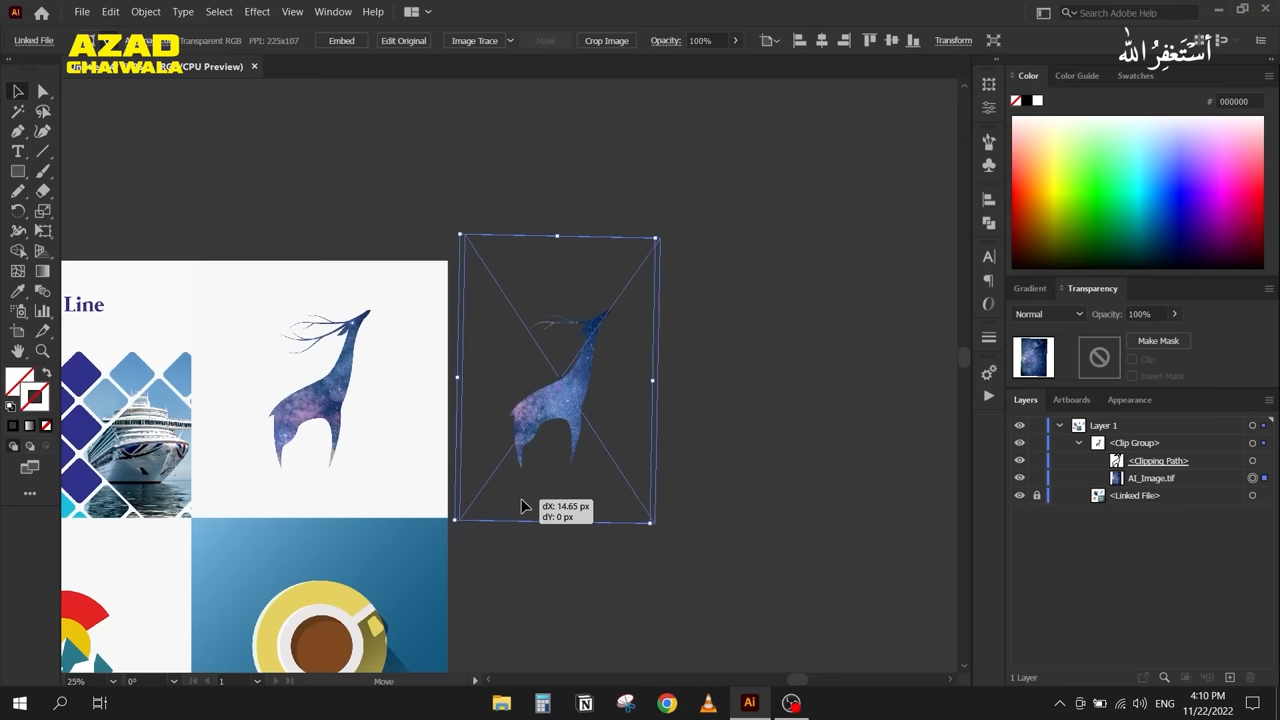 File Edit Object Type Select Effect View Window Help
Search Adobe Help
Linked File
Transparent RGB PPI: 225x107 Embed Edit Original Image Trace Mask Crop Image Opacity: 100% Transform
AZAD
CHAIWALA
أستغفر الله
/CPU Preview)
Color Color Guide Swatches
# 000000
Line
Gradient Transparency
Normal Opacity: 100%
Make Mask
Clip
Invert Mask
Layers Artboards Appearance
Layer 1
<Clip Group>
<Clipping Path>
AI_Image.tif
<Linked File>
dX: 14.65 px
dY: 0 px
1 Layer
25% 0° 1 Move
ENG
4:10 PM
11/22/2022